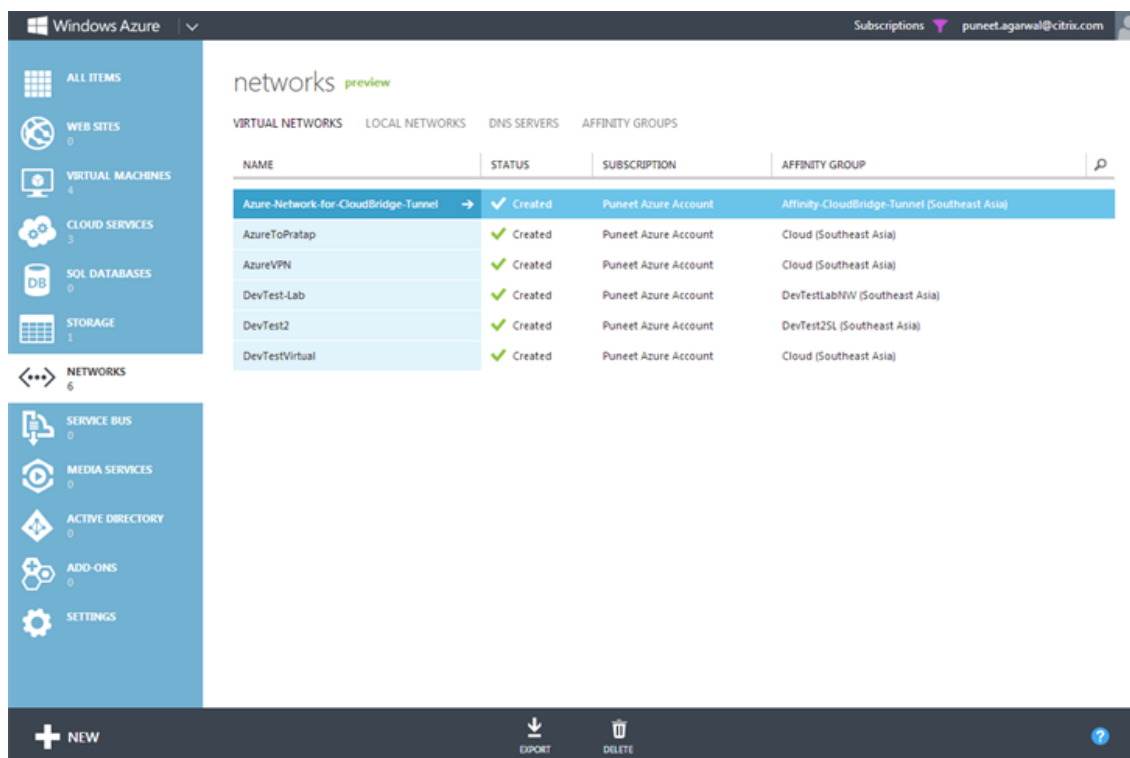 Windows Azure
Subscriptions puneet.agarwal@citrix.com
ALL ITEMS
WEB SITES
0
VIRTUAL MACHINES
4
CLOUD SERVICES
3
SQL DATABASES
0
DB
STORAGE
1
NETWORKS
6
SERVICE BUS
0
MEDIA SERVICES
0
ACTIVE DIRECTORY
0
ADD-ONS
0
SETTINGS
networks preview
VIRTUAL NETWORKS LOCAL NETWORKS DNS SERVERS AFFINITY GROUPS
NAME STATUS SUBSCRIPTION AFFINITY GROUP
Azure-Network-for-CloudBridge-Tunnel Created Puneet Azure Account Affinity-CloudBridge-Tunnel (Southeast Asia)
AzureToPratap Created Puneet Azure Account Cloud (Southeast Asia)
AzureVPN Created Puneet Azure Account Cloud (Southeast Asia)
DevTest-Lab Created Puneet Azure Account DevTestLabNW (Southeast Asia)
DevTest2 Created Puneet Azure Account DevTest2SL (Southeast Asia)
DevTestVirtual Created Puneet Azure Account Cloud (Southeast Asia)
NEW EXPORT DELETE ?